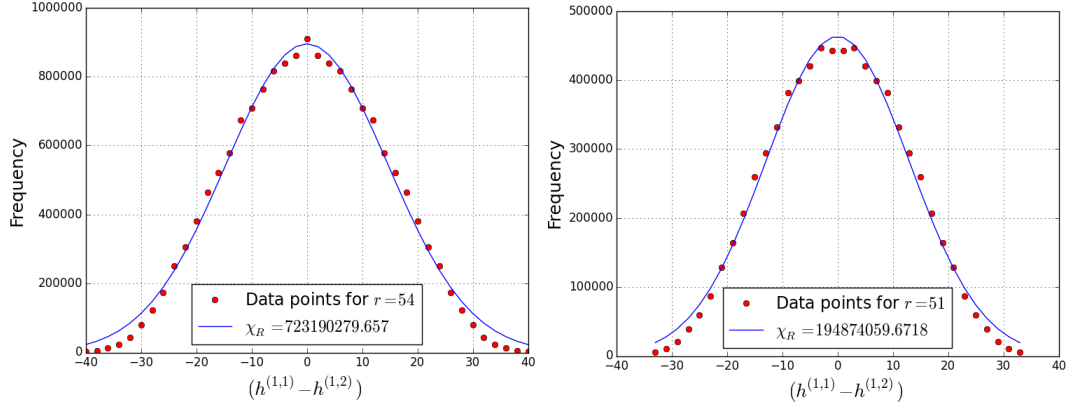 1000000
800000
600000
400000
200000
0
Frequency
−40 −30 −20 −10 0 10 20 30 40
(h^(1,1) − h^(1,2))
Data points for r = 54
χ_R = 723190279.657
500000
400000
300000
200000
100000
0
Frequency
−40 −30 −20 −10 0 10 20 30 40
(h^(1,1) − h^(1,2))
Data points for r = 51
χ_R = 194874059.6718